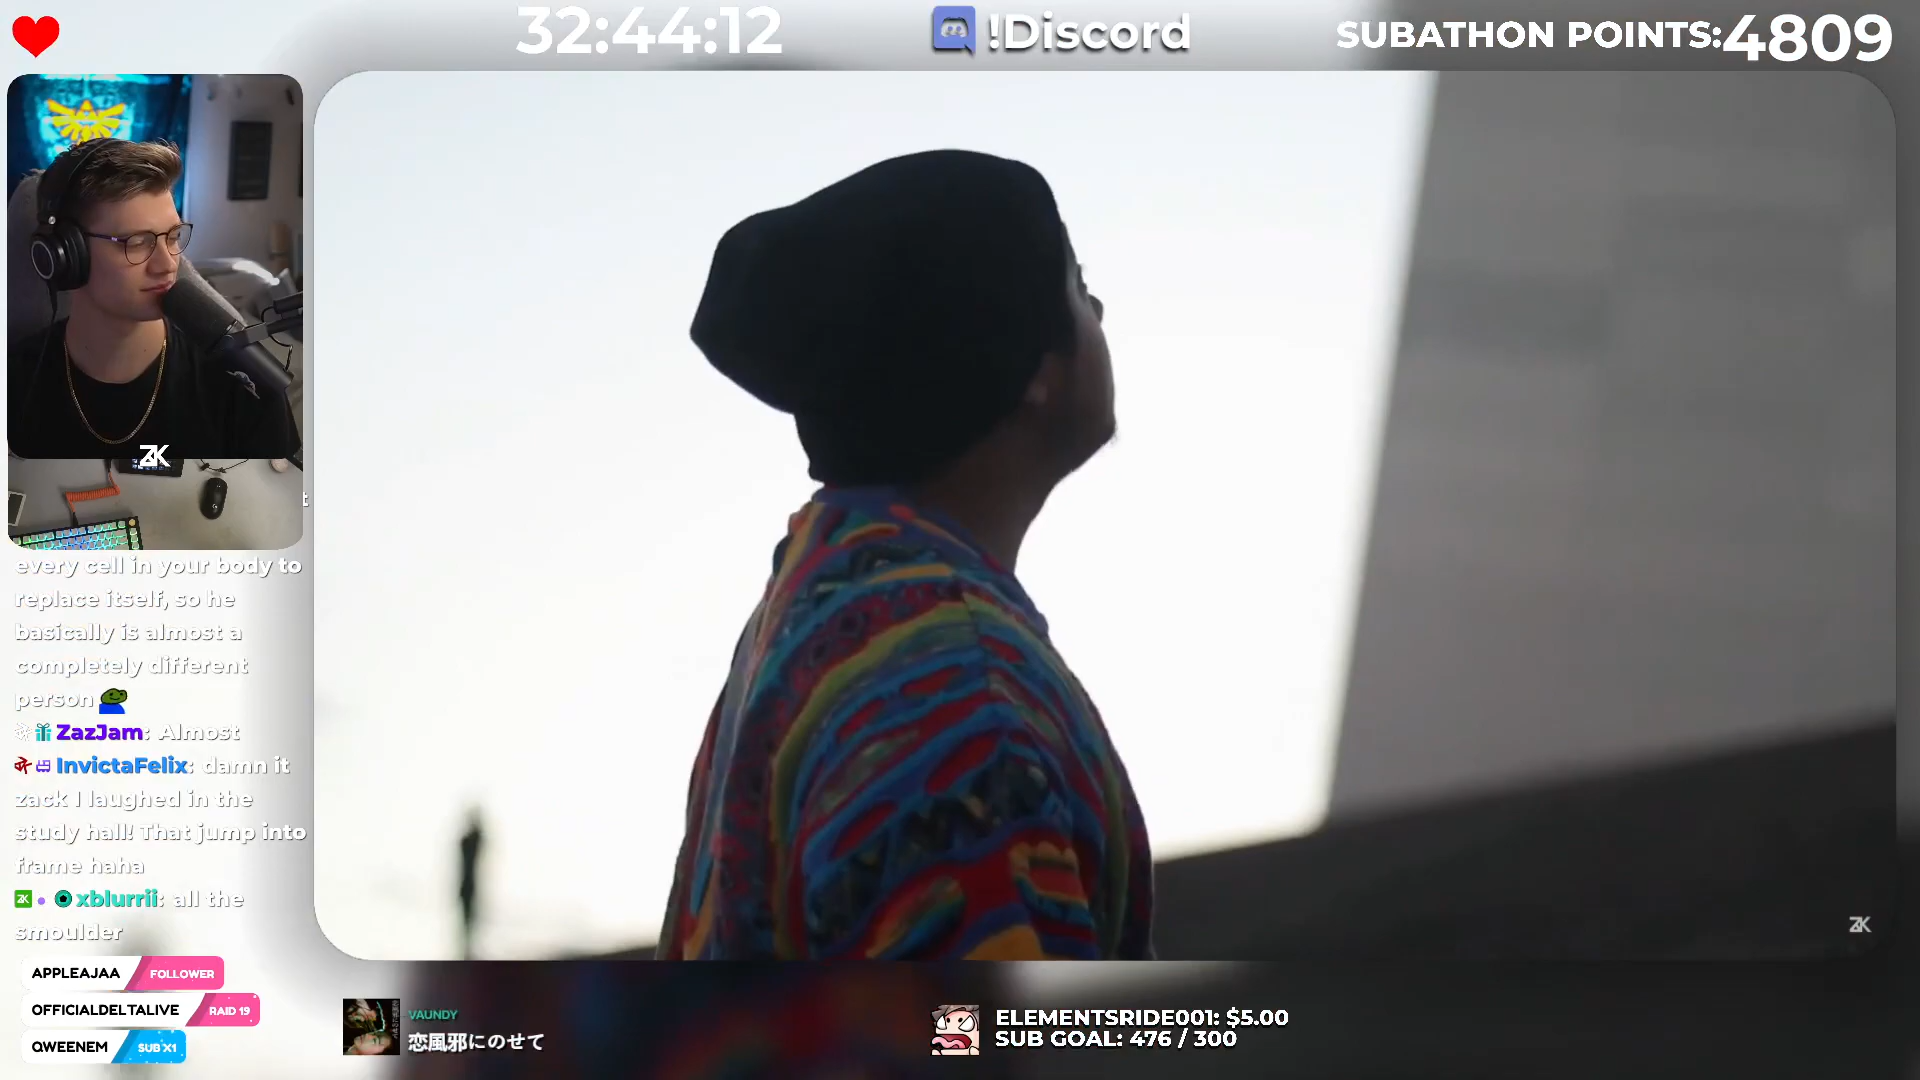 32:44:12
!Discord
SUBATHON POINTS:4809
ZK
every cell in your body to
replace itself, so he
basically is almost a
completely different
person
ZazJam: Almost
InvictaFelix: damn it
zack I laughed in the
study hall! That jump into
frame haha
ZK xblurrii: all the
smoulder
APPLEAJAA FOLLOWER
OFFICIALDELTALIVE RAID 19
QWEENEM SUB X1
VAUNDY
恋風邪にのせて
ELEMENTSRIDE001: $5.00
SUB GOAL: 476 / 300
ZK